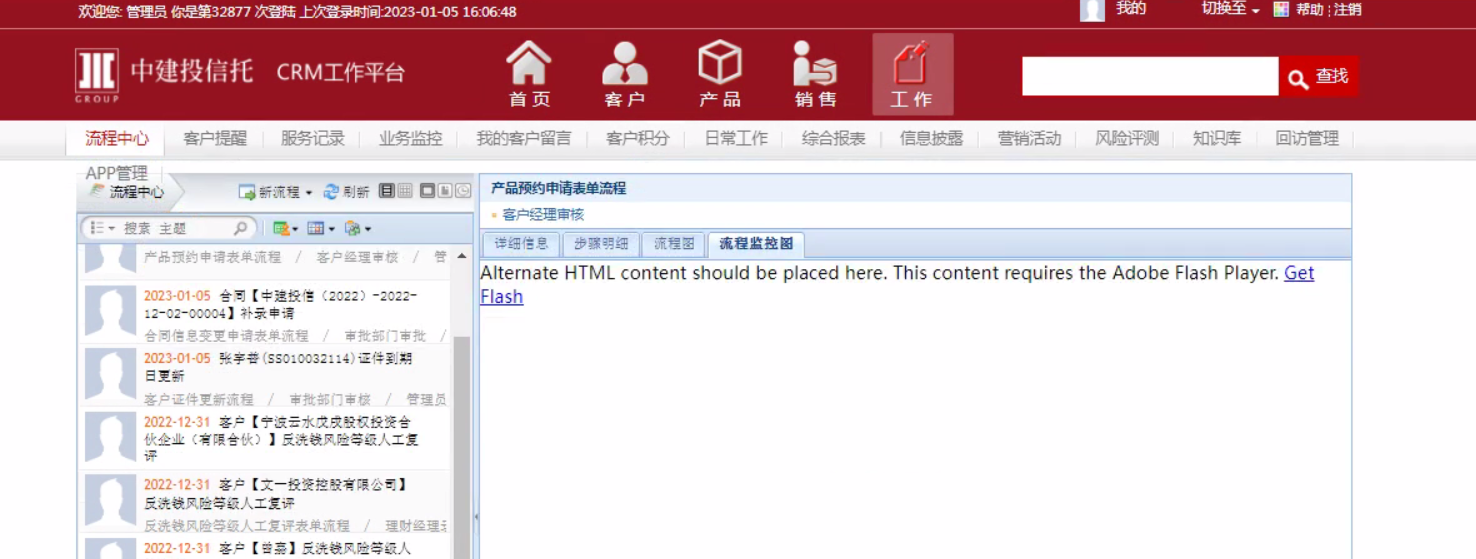 欢迎您: 管理员 你是第32877 次登陆 上次登录时间:2023-01-05 16:06:48
我的 切换至 帮助 注销
GROUP 中建投信托 CRM工作平台
首页 客户 产品 销售 工作 查找
流程中心 客户提醒 服务记录 业务监控 我的客户留言 客户积分 日常工作 综合报表 信息披露 营销活动 风险评测 知识库 回访管理
APP管理
流程中心 新流程 刷新
搜索 主题
产品预约申请表单流程 / 客户经理审核 / 管
2023-01-05 合同【中建投信（2022）-2022-
12-02-00004】补录申请
合同信息变更申请表单流程 / 审批部门审批 /
2023-01-05 张宇香(SS010032114)证件到期
日更新
客户证件更新流程 / 审批部门审核 / 管理员
2022-12-31 客户【宁波云水戊戌股权投资合
伙企业（有限合伙）】反洗钱风险等级人工复
评
2022-12-31 客户【文一投资控股有限公司】
反洗钱风险等级人工复评
反洗钱风险等级人工复评表单流程 / 理财经理
2022-12-31 客户【曾嘉】反洗钱风险等级人
产品预约申请表单流程
客户经理审核
详细信息 步骤明细 流程图 流程监控图
Alternate HTML content should be placed here. This content requires the Adobe Flash Player. Get
Flash